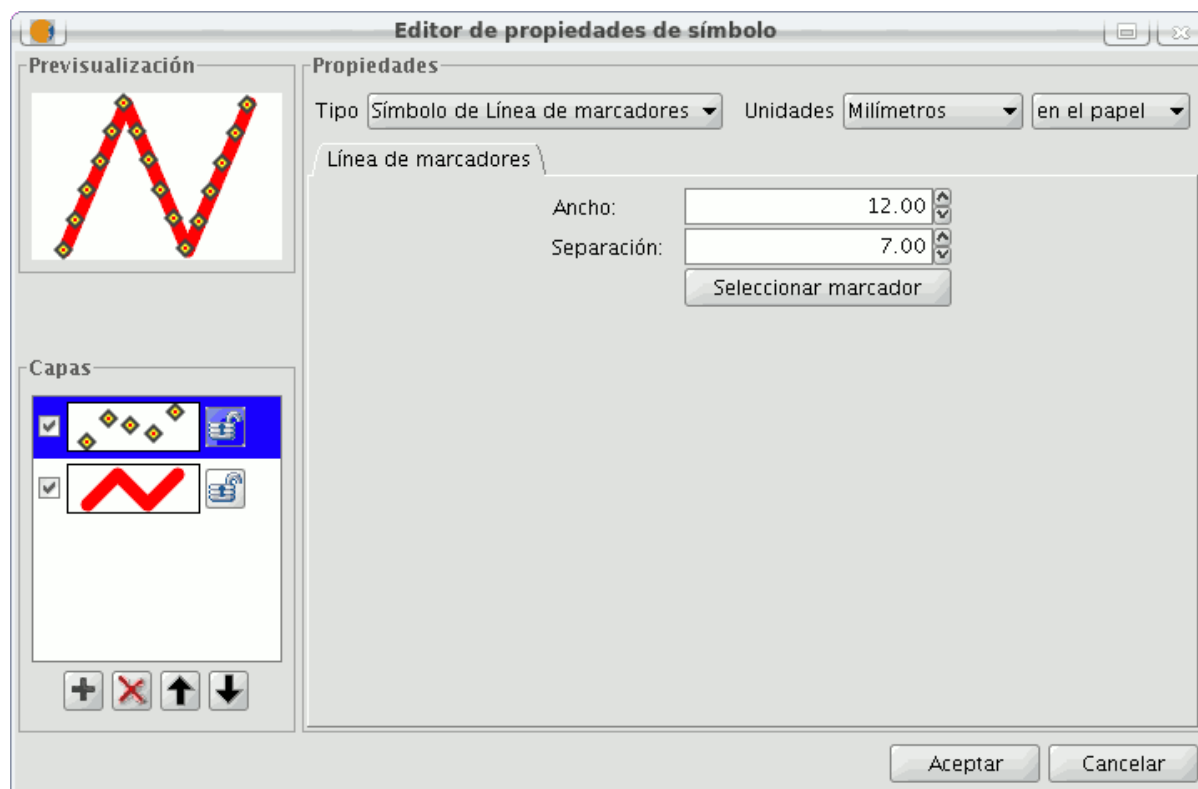 Editor de propiedades de símbolo
Previsualización
Propiedades
Tipo Símbolo de Línea de marcadores Unidades Milímetros en el papel
Línea de marcadores
Ancho: 12.00
Separación: 7.00
Seleccionar marcador
Capas
Aceptar Cancelar